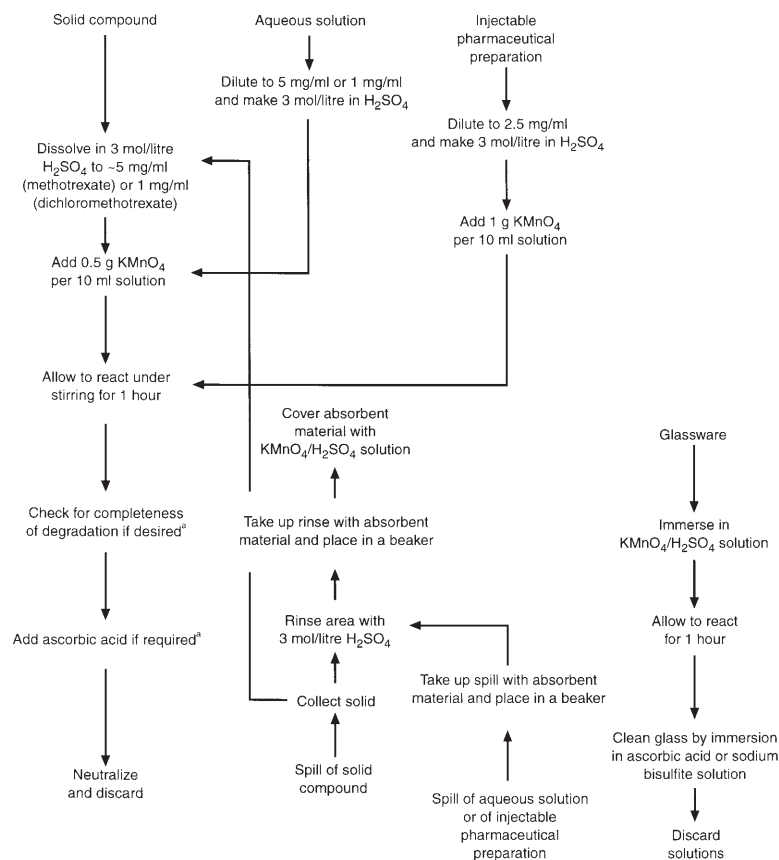 Solid compound
Aqueous solution
Injectable
pharmaceutical
preparation
Dilute to 5 mg/ml or 1 mg/ml
and make 3 mol/litre in H₂SO₄
Dilute to 2.5 mg/ml
and make 3 mol/litre in H₂SO₄
Dissolve in 3 mol/litre
H₂SO₄ to ~5 mg/ml
(methotrexate) or 1 mg/ml
(dichloromethotrexate)
Add 1 g KMnO₄
per 10 ml solution
Add 0.5 g KMnO₄
per 10 ml solution
Allow to react under
stirring for 1 hour
Cover absorbent
material with
KMnO₄/H₂SO₄ solution
Glassware
Check for completeness
of degradation if desiredᵃ
Take up rinse with absorbent
material and place in a beaker
Immerse in
KMnO₄/H₂SO₄ solution
Add ascorbic acid if requiredᵃ
Rinse area with
3 mol/litre H₂SO₄
Allow to react
for 1 hour
Take up spill with absorbent
material and place in a beaker
Collect solid
Clean glass by immersion
in ascorbic acid or sodium
bisulfite solution
Neutralize
and discard
Spill of solid
compound
Spill of aqueous solution
or of injectable
pharmaceutical
preparation
Discard
solutions